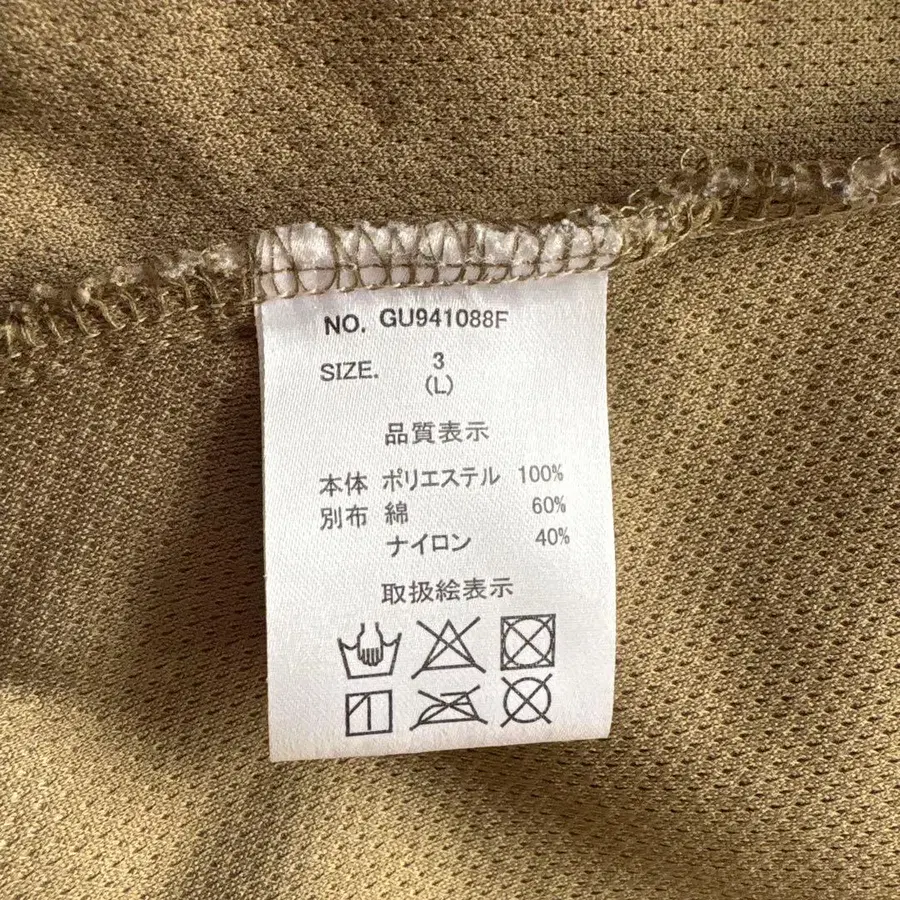 NO. GU941088F
SIZE. 3
(L)
品質表示
本体 ポリエステル 100%
別布 綿 60%
ナイロン 40%
取扱絵表示